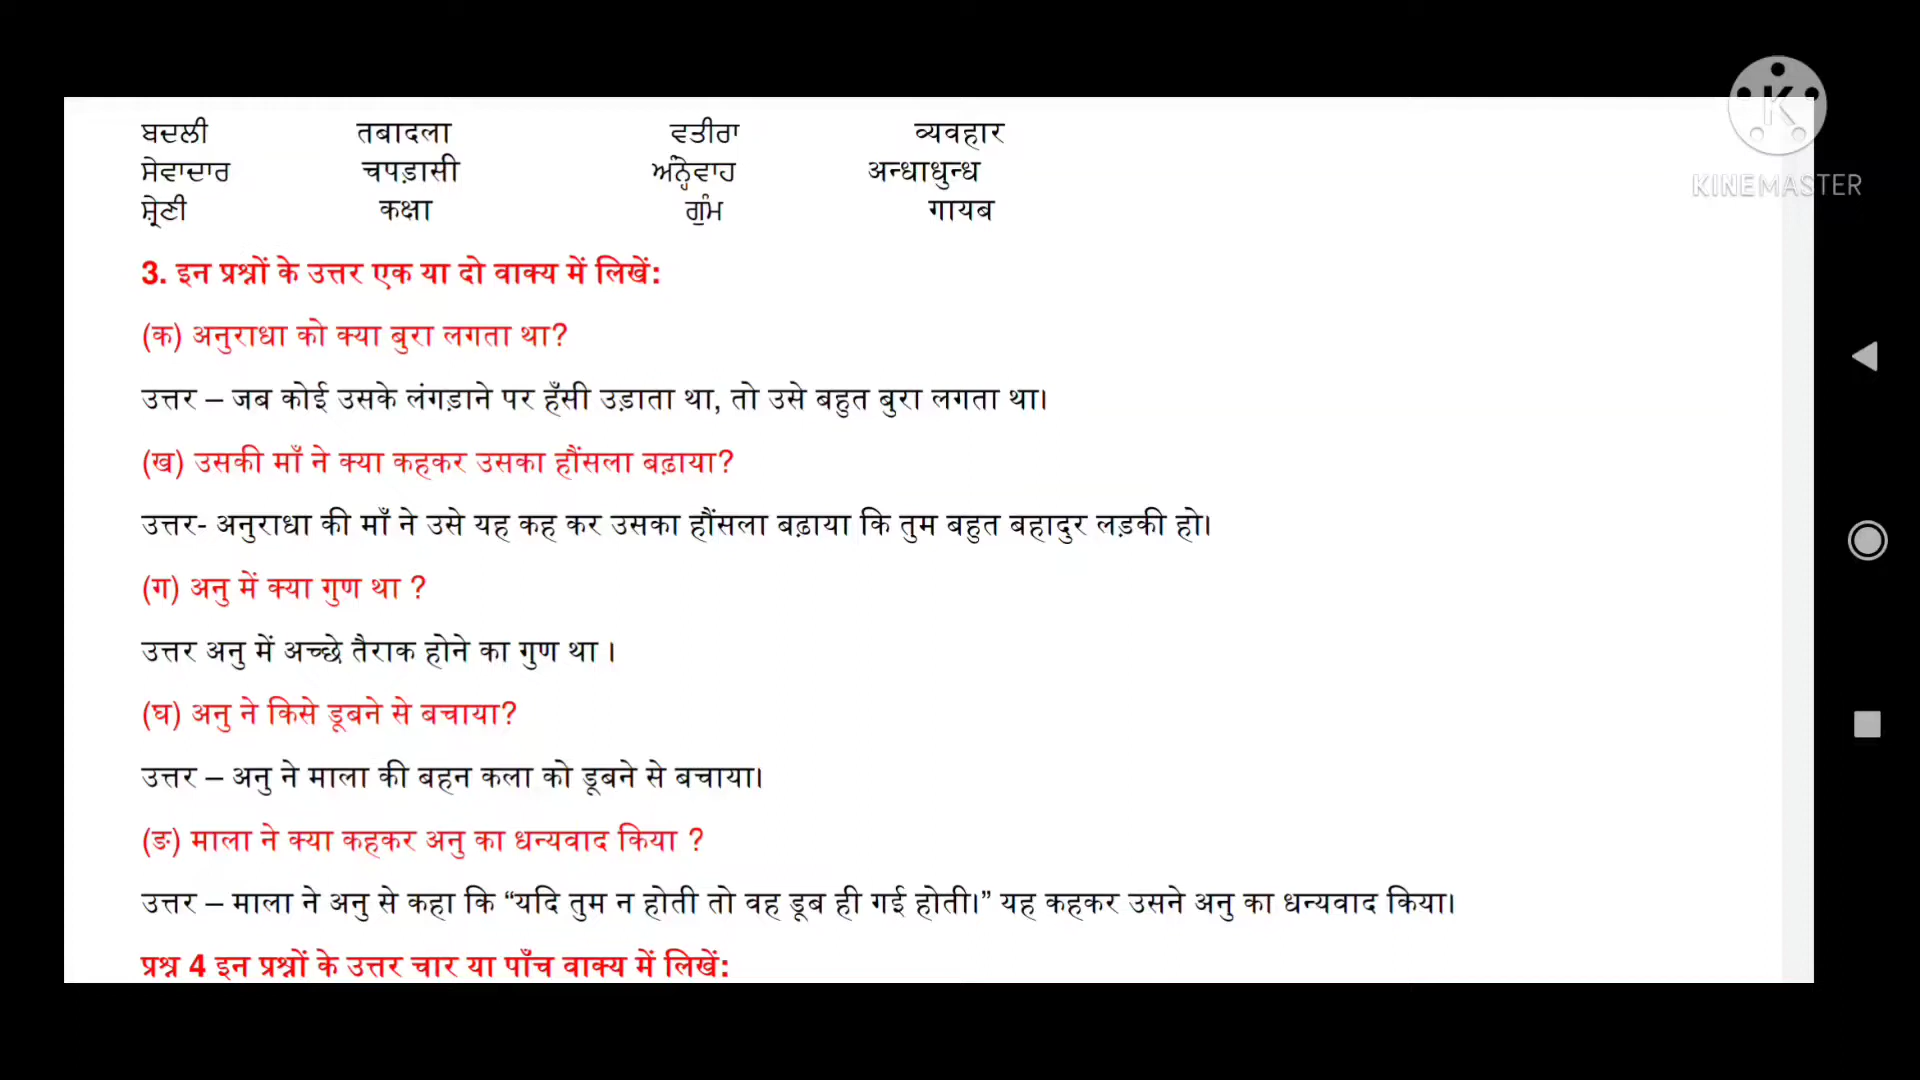 ਬਦਲੀ तबादला ਵਤੀਰਾ व्यवहार
ਸੇਵਾਦਾਰ चपड़ासी ਅੰਨ੍ਹੇਵਾਹ अन्धाधुन्ध
ਸ਼੍ਰੇਣੀ कक्षा ਗੁੰਮ गायब
3. इन प्रश्नों के उत्तर एक या दो वाक्य में लिखें:
(क) अनुराधा को क्या बुरा लगता था?
उत्तर – जब कोई उसके लंगड़ाने पर हँसी उड़ाता था, तो उसे बहुत बुरा लगता था।
(ख) उसकी माँ ने क्या कहकर उसका हौंसला बढ़ाया?
उत्तर- अनुराधा की माँ ने उसे यह कह कर उसका हौंसला बढ़ाया कि तुम बहुत बहादुर लड़की हो।
(ग) अनु में क्या गुण था ?
उत्तर अनु में अच्छे तैराक होने का गुण था ।
(घ) अनु ने किसे डूबने से बचाया?
उत्तर – अनु ने माला की बहन कला को डूबने से बचाया।
(ङ) माला ने क्या कहकर अनु का धन्यवाद किया ?
उत्तर – माला ने अनु से कहा कि “यदि तुम न होती तो वह डूब ही गई होती।” यह कहकर उसने अनु का धन्यवाद किया।
प्रश्न 4 इन प्रश्नों के उत्तर चार या पाँच वाक्य में लिखें:
K
KINEMASTER